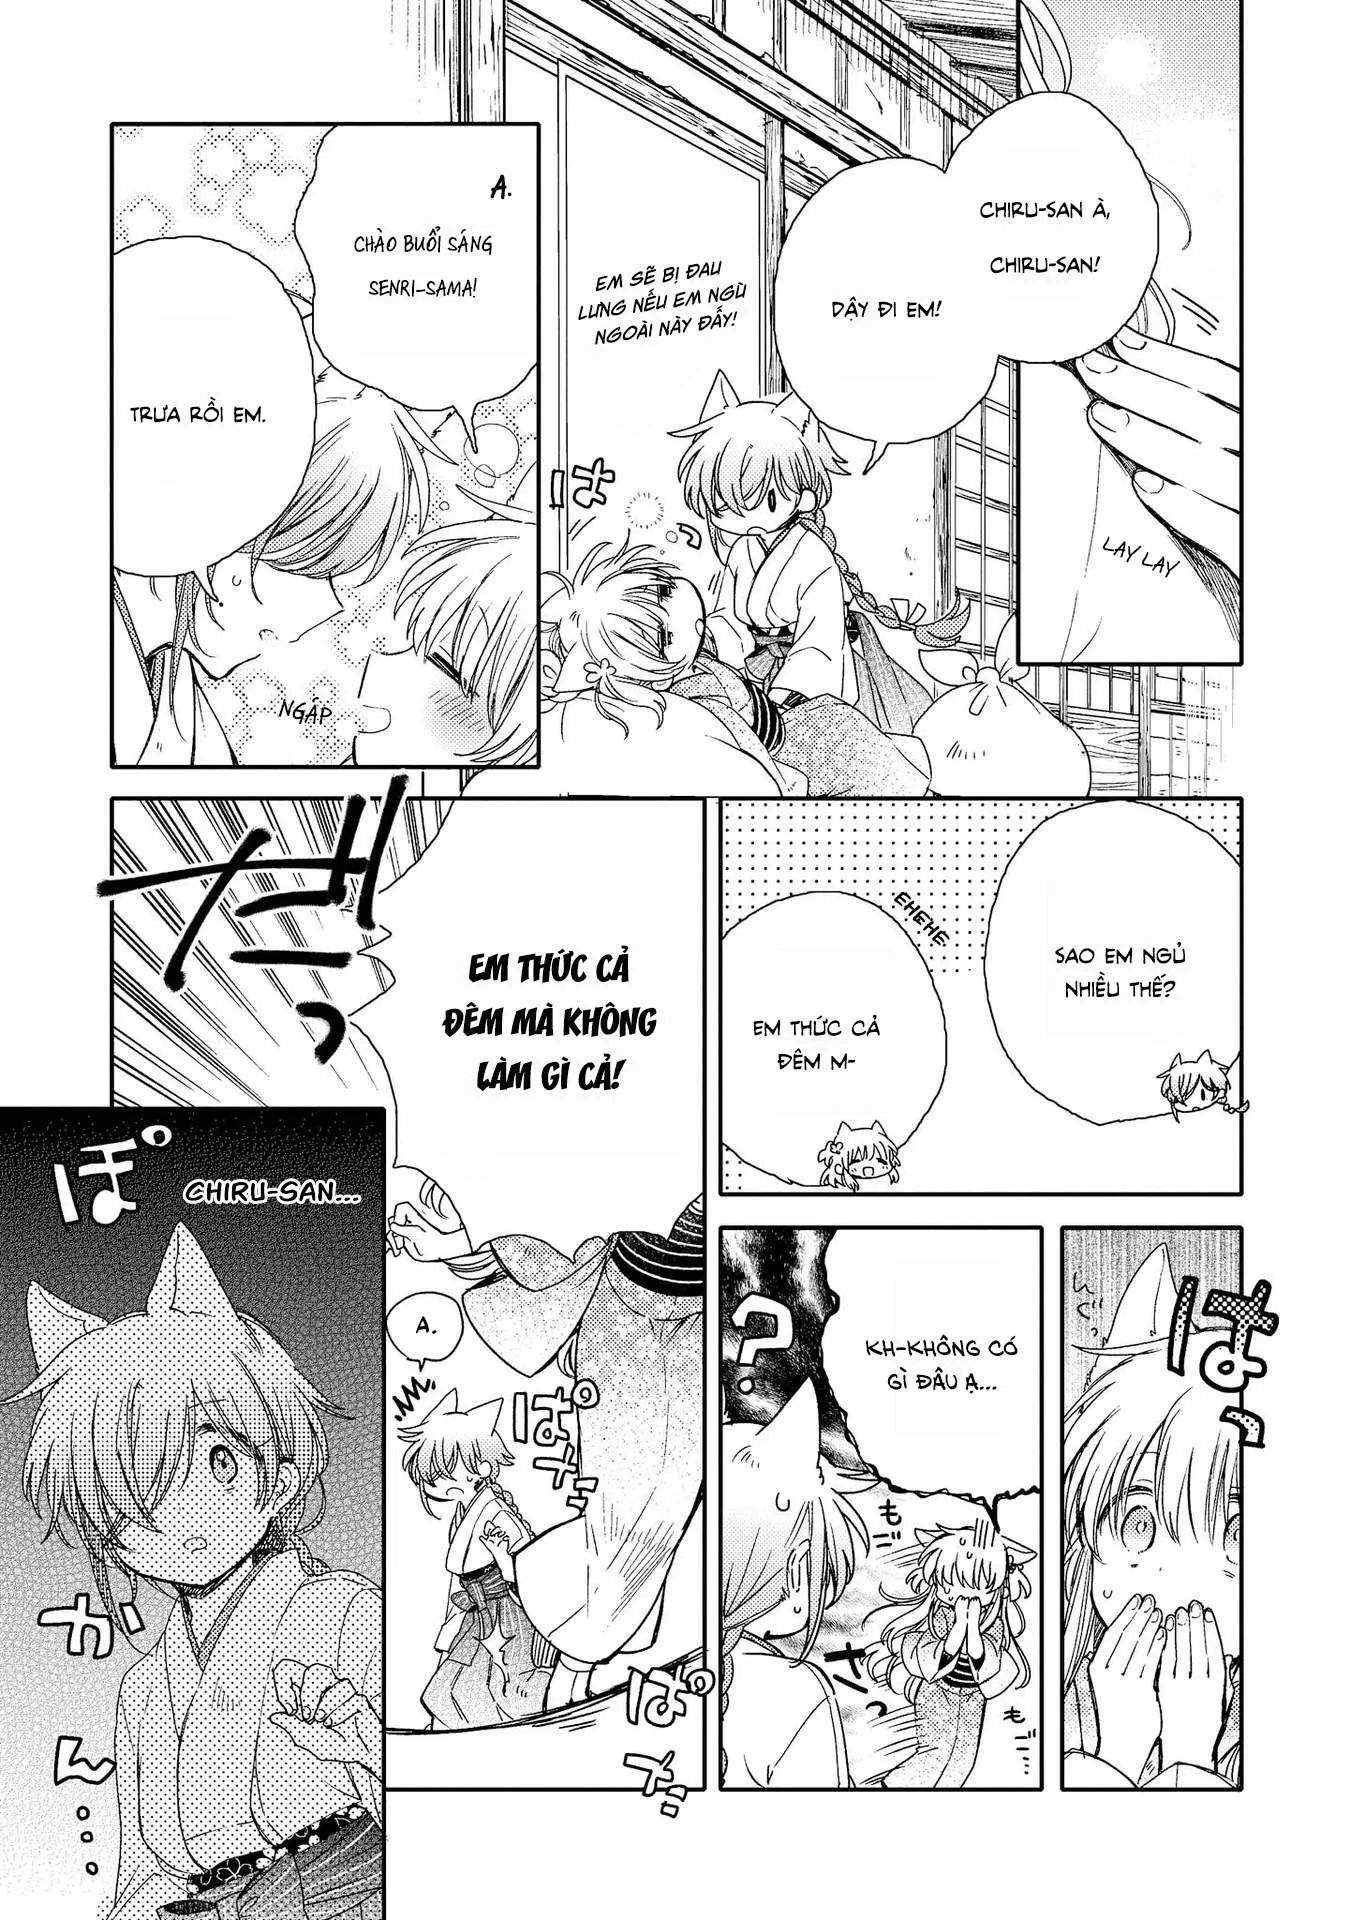 CHIRU-SAN À,
CHIRU-SAN!
DẬY ĐI EM!
LAY LAY
EM SẼ BỊ ĐAU
LƯNG NẾU EM NGỦ
NGOÀI NÀY ĐẤY!
は
っ
A.
CHÀO BUỔI SÁNG
SENRI-SAMA!
TRƯA RỒI EM.
NGÁP
SAO EM NGỦ
NHIỀU THẾ?
EHEHE
EM THỨC CẢ
ĐÊM M-
EM THỨC CẢ
ĐÊM MÀ KHÔNG
LÀM GÌ CẢ!
はっ
KH-KHÔNG CÓ
GÌ ĐÂU Ạ...
?
もご
もご
A.
ぱた
ぱた
CHIRU-SAN...
ぽ
か
ん